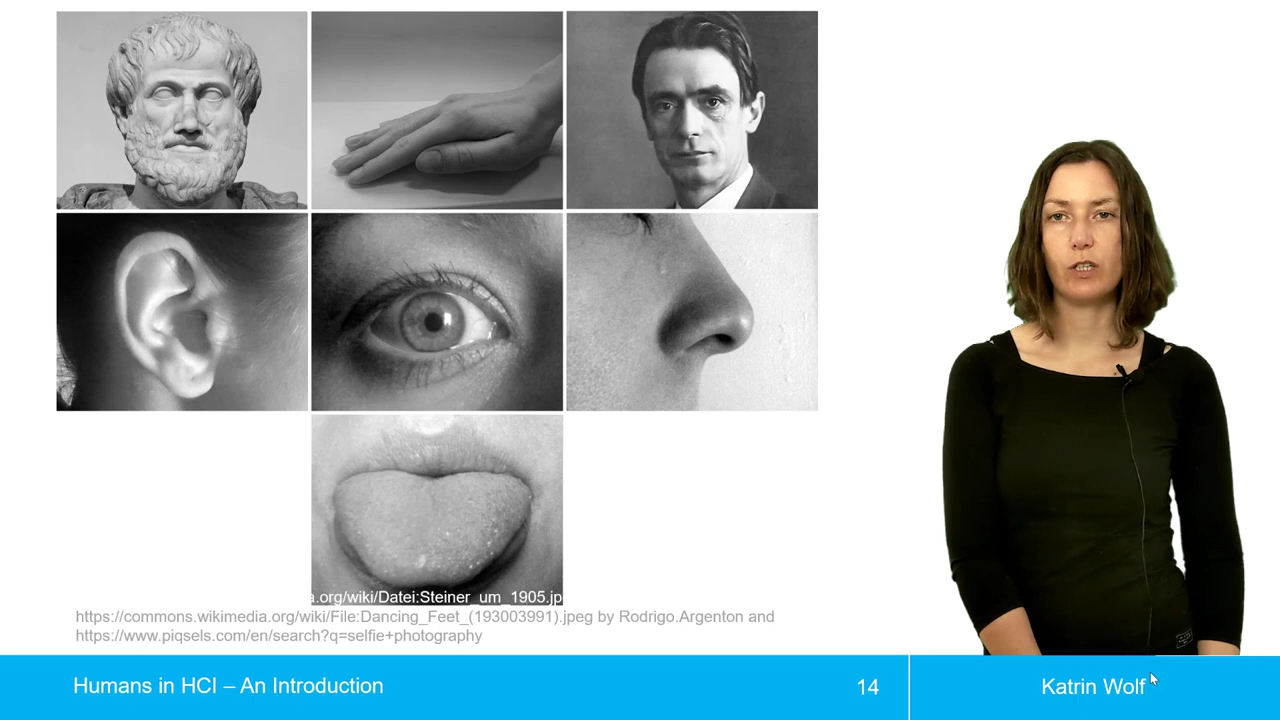 a.org/wiki/Datei:Steiner_um_1905.jp
https://commons.wikimedia.org/wiki/File:Dancing_Feet_(193003991).jpeg by Rodrigo.Argenton and
https://www.piqsels.com/en/search?q=selfie+photography
Humans in HCI – An Introduction
14
Katrin Wolf